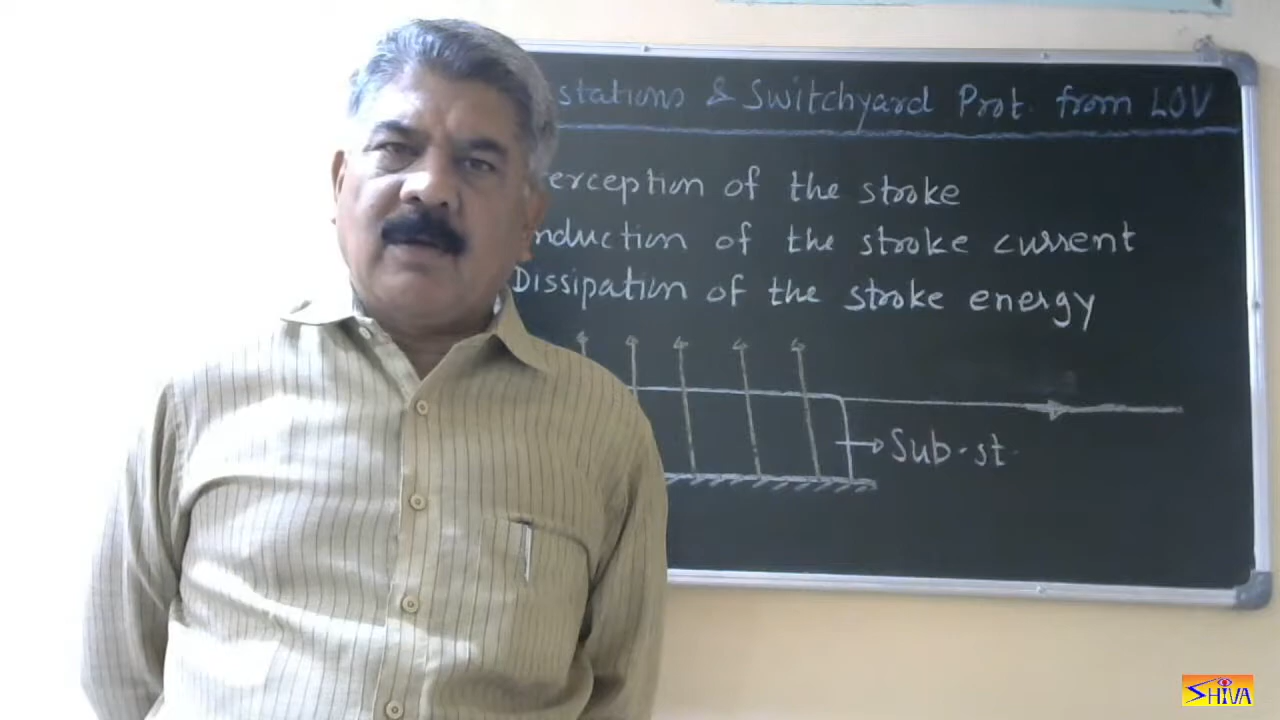 stations & Switchyard Prot. from LOV
erception of the stroke
nduction of the stroke current
Dissipation of the stroke energy
Sub-st
SHIVA